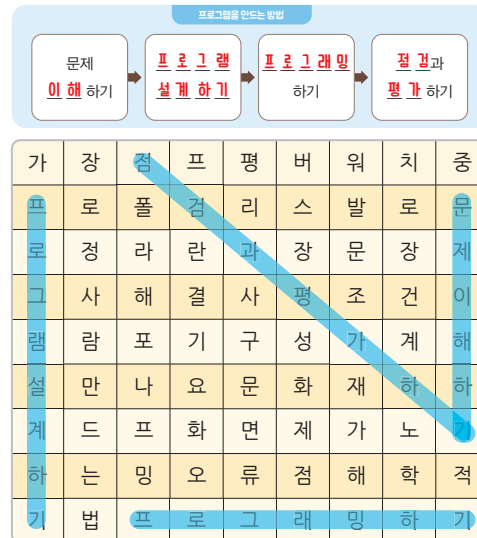 프로그램을 만드는 방법
문제
이 해 하기
프 로 그 램
설 계 하 기
프 로 그 래 밍
하기
점 검과
평 가 하기
가 장 점 프 평 버 워 치 중
프 로 폴 검 리 스 발 로 문
로 정 라 란 과 장 문 장 제
그 사 해 결 사 평 조 건 이
램 람 포 기 구 성 가 계 해
설 만 나 요 문 화 재 하 하
계 드 프 화 면 제 가 노 기
하 는 밍 오 류 점 해 학 적
기 법 프 로 그 래 밍 하 기